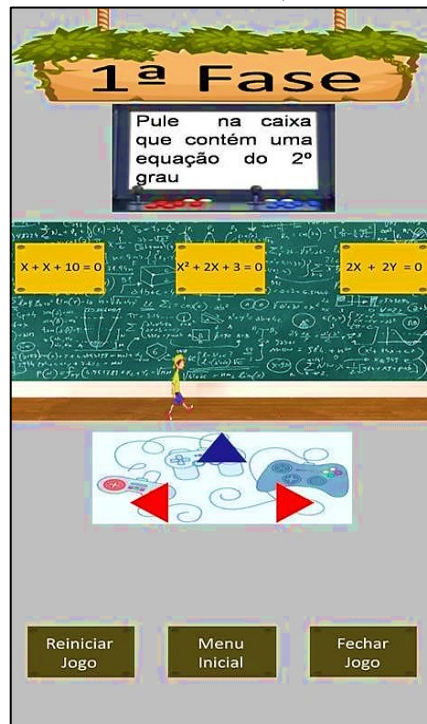 1ª Fase
Pule na caixa
que contém uma
equação do 2º
grau
X + X + 10 = 0
X² + 2X + 3 = 0
2X + 2Y = 0
Reiniciar
Jogo
Menu
Inicial
Fechar
Jogo